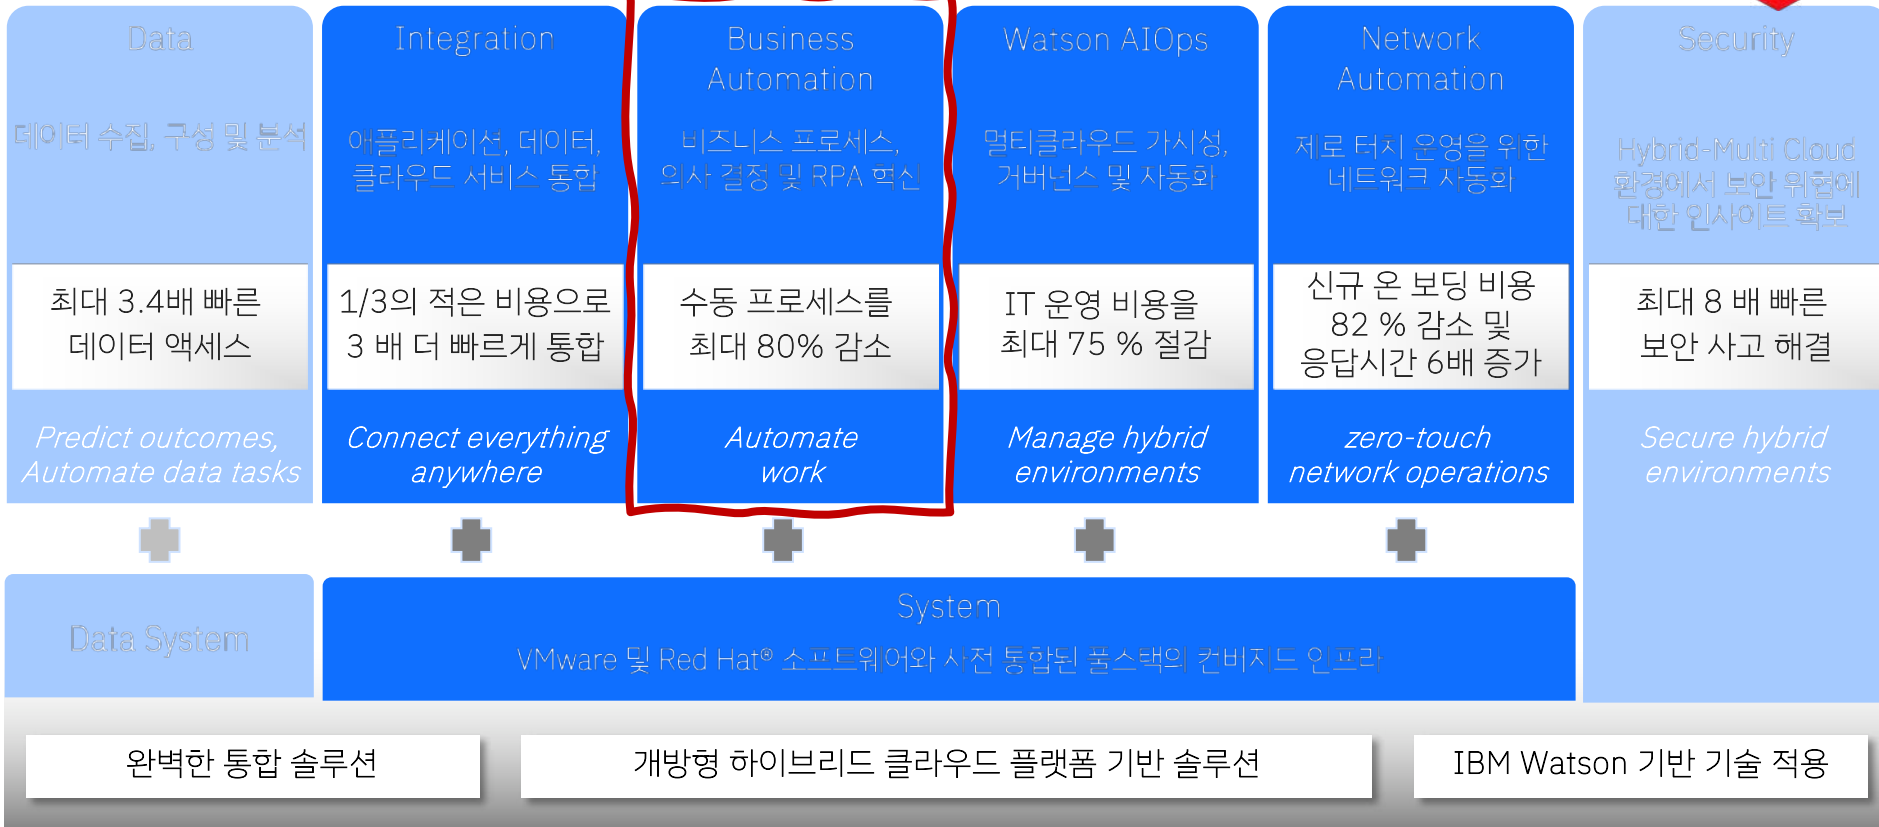 Data
데이터 수집, 구성 및 분석
최대 3.4배 빠른
데이터 액세스
Predict outcomes,
Automate data tasks
Integration
애플리케이션, 데이터,
클라우드 서비스 통합
1/3의 적은 비용으로
3 배 더 빠르게 통합
Connect everything
anywhere
Business
Automation
비즈니스 프로세스,
의사 결정 및 RPA 혁신
수동 프로세스를
최대 80% 감소
Automate
work
Watson AIOps
멀티클라우드 가시성,
거버넌스 및 자동화
IT 운영 비용을
최대 75 % 절감
Manage hybrid
environments
Network
Automation
제로 터치 운영을 위한
네트워크 자동화
신규 온 보딩 비용
82 % 감소 및
응답시간 6배 증가
zero-touch
network operations
Security
Hybrid-Multi Cloud
환경에서 보안 위협에
대한 인사이트 확보
최대 8 배 빠른
보안 사고 해결
Secure hybrid
environments
Data System
System
VMware 및 Red Hat® 소프트웨어와 사전 통합된 풀스택의 컨버지드 인프라
완벽한 통합 솔루션
개방형 하이브리드 클라우드 플랫폼 기반 솔루션
IBM Watson 기반 기술 적용